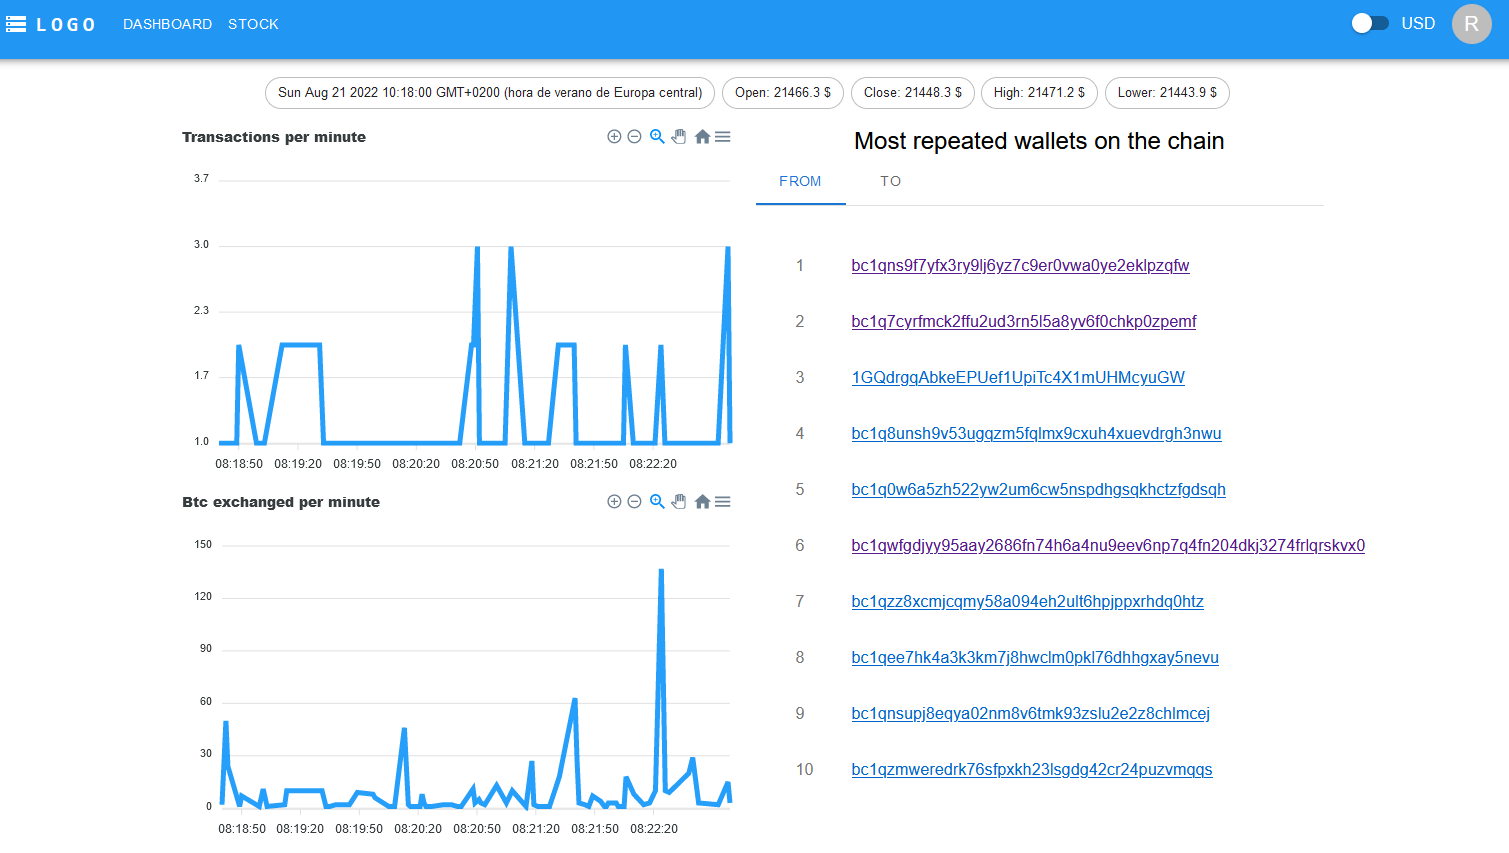 LOGO DASHBOARD STOCK USD R
Sun Aug 21 2022 10:18:00 GMT+0200 (hora de verano de Europa central) Open: 21466.3 $ Close: 21448.3 $ High: 21471.2 $ Lower: 21443.9 $
Transactions per minute
3.7
3.0
2.3
1.7
1.0
08:18:50 08:19:20 08:19:50 08:20:20 08:20:50 08:21:20 08:21:50 08:22:20
Btc exchanged per minute
150
120
90
60
30
0
08:18:50 08:19:20 08:19:50 08:20:20 08:20:50 08:21:20 08:21:50 08:22:20
Most repeated wallets on the chain
FROM TO
1 bc1qns9f7yfx3ry9lj6yz7c9er0vwa0ye2eklpzqfw
2 bc1q7cyrfmck2ffu2ud3rn5l5a8yv6f0chkp0zpemf
3 1GQdrgqAbkeEPUef1UpiTc4X1mUHMcyuGW
4 bc1q8unsh9v53ugqzm5fqlmx9cxuh4xuevdrgh3nwu
5 bc1q0w6a5zh522yw2um6cw5nspdhgsqkhctzfgdsqh
6 bc1qwfgdjyy95aay2686fn74h6a4nu9eev6np7q4fn204dkj3274frlqrskvx0
7 bc1qzz8xcmjcqmy58a094eh2ult6hpjppxrhdq0htz
8 bc1qee7hk4a3k3km7j8hwclm0pkl76dhhgxay5nevu
9 bc1qnsupj8eqya02nm8v6tmk93zslu2e2z8chlmcej
10 bc1qzmweredrk76sfpxkh23lsgdg42cr24puzvmqqs